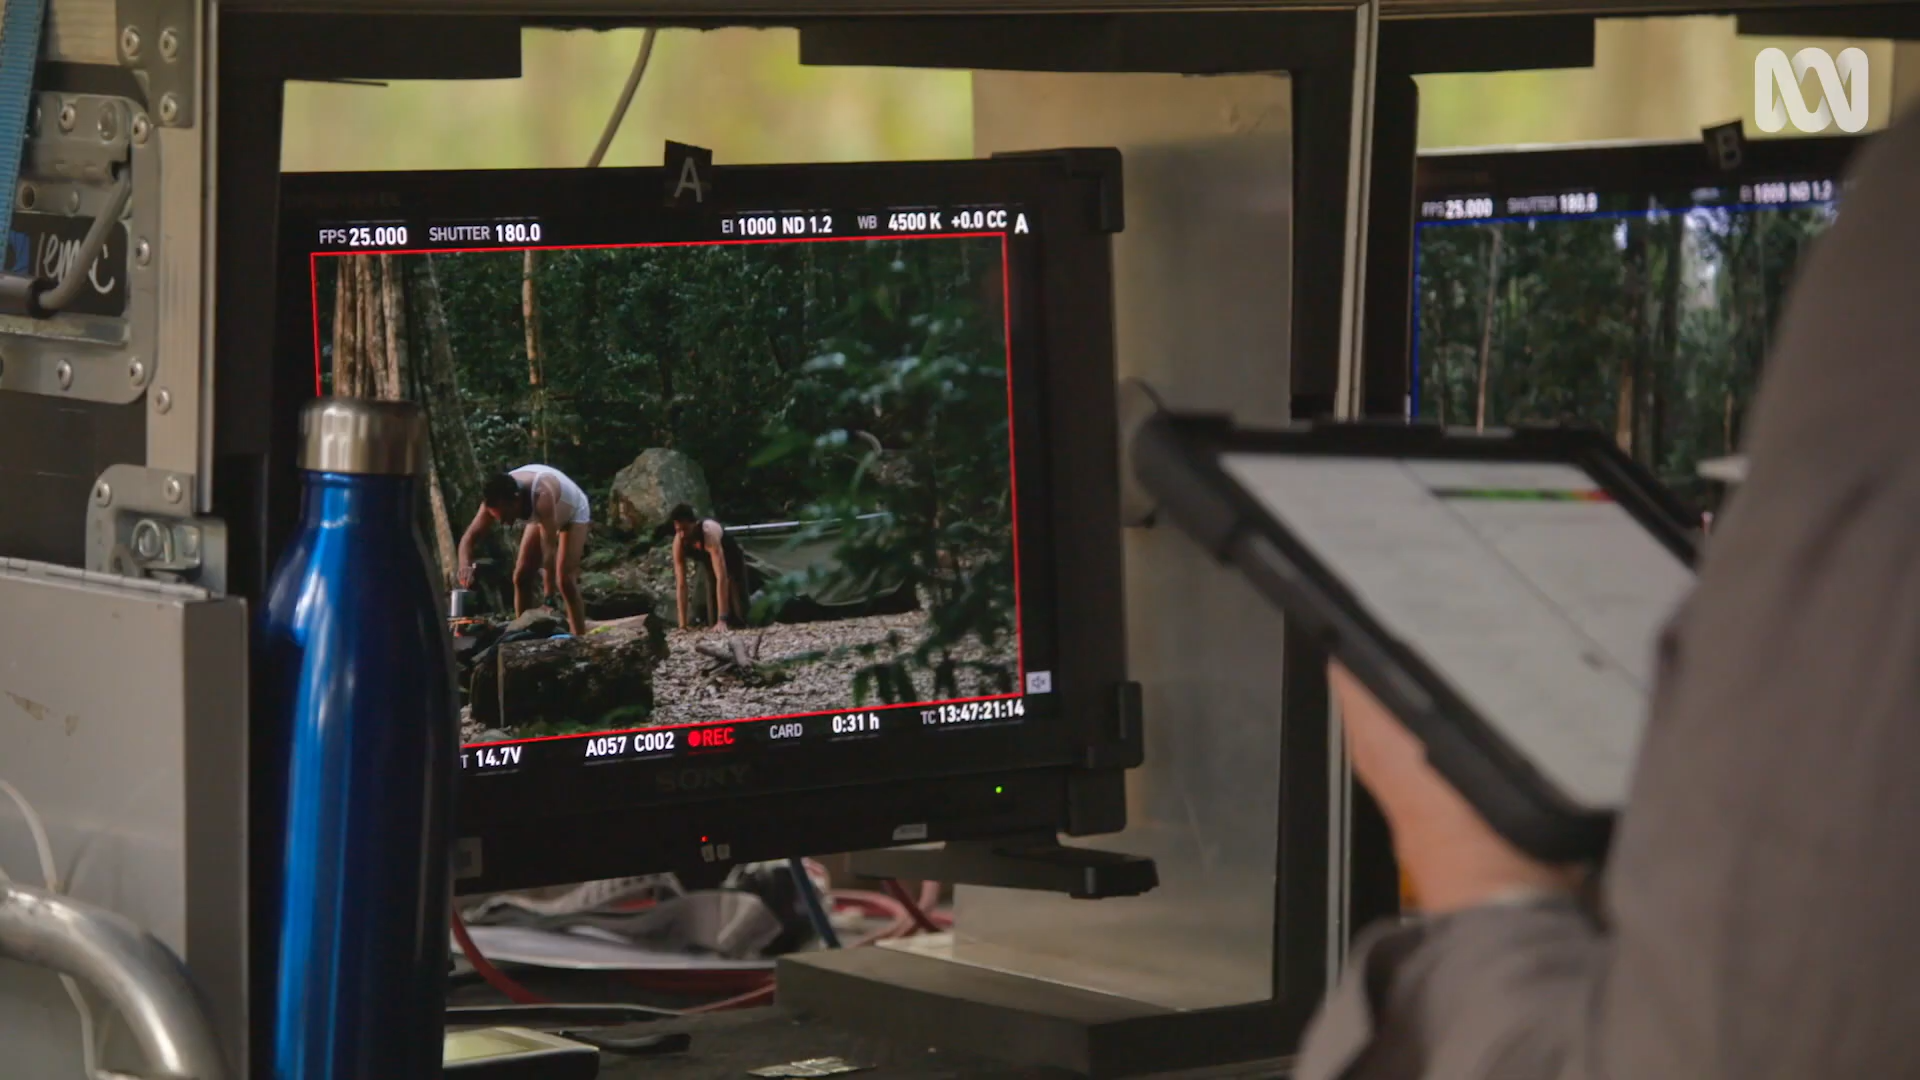 A
B
FPS 25.000 SHUTTER 180.0 EI 1000 ND 1.2 WB 4500 K +0.0 CC A
FPS 25.000 SHUTTER 180.0 EI 1000 ND 1.2
T 14.7V A057 C002 REC CARD 0:31 h TC 13:47:21:14
SONY